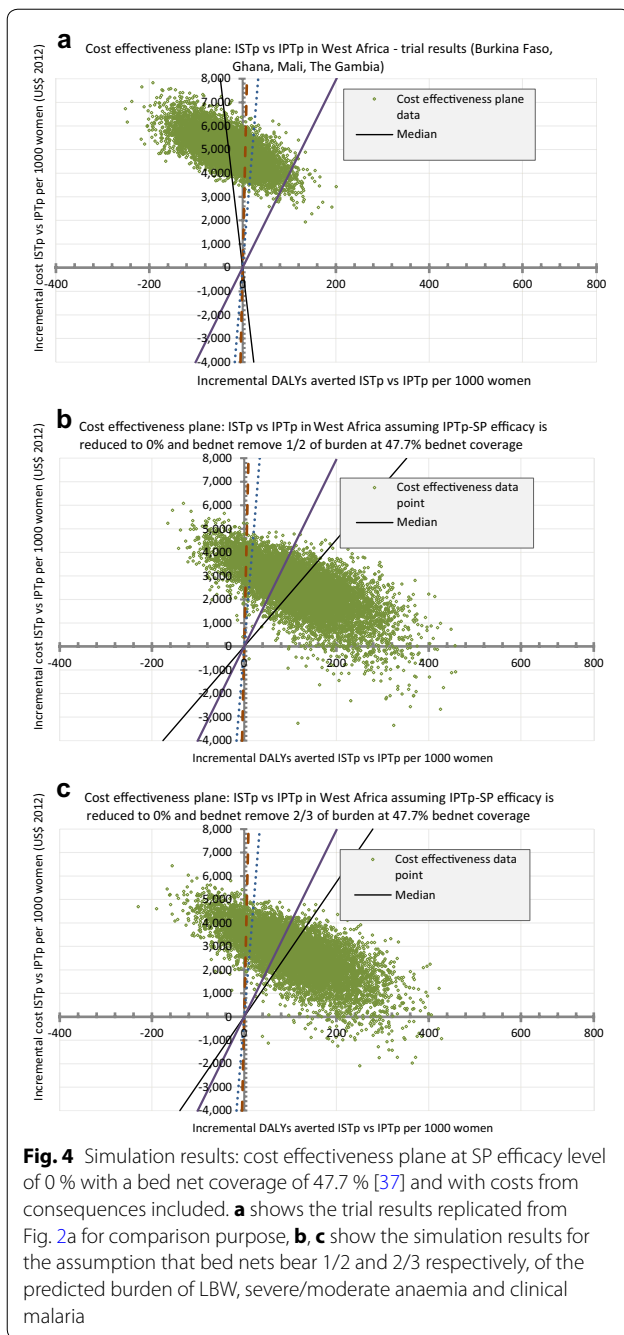 a
Cost effectiveness plane: ISTp vs IPTp in West Africa - trial results (Burkina Faso,
Ghana, Mali, The Gambia)
Incremental cost ISTp vs IPTp per 1000 women (US$ 2012)
8,000
7,000
6,000
5,000
4,000
3,000
2,000
1,000
0
-1,000
-2,000
-3,000
-4,000
-400
-200
0
200
400
600
800
Cost effectiveness plane
data
Median
Incremental DALYs averted ISTp vs IPTp per 1000 women
b
Cost effectiveness plane: ISTp vs IPTp in West Africa assuming IPTp-SP efficacy is
reduced to 0% and bednet remove 1/2 of burden at 47.7% bednet coverage
Incremental cost ISTp vs IPTp per 1000 women (US$ 2012)
8,000
7,000
6,000
5,000
4,000
3,000
2,000
1,000
0
-1,000
-2,000
-3,000
-4,000
-400
-200
0
200
400
600
800
Cost effectiveness data
point
Median
Incremental DALYs averted ISTp vs IPTp per 1000 women
c
Cost effectiveness plane: ISTp vs IPTp in West Africa assuming IPTp-SP efficacy is
reduced to 0% and bednet remove 2/3 of burden at 47.7% bednet coverage
Incremental cost ISTp vs IPTp per 1000 women (US$ 2012)
8,000
7,000
6,000
5,000
4,000
3,000
2,000
1,000
0
-1,000
-2,000
-3,000
-4,000
-400
-200
0
200
400
600
800
Cost effectiveness data
point
Median
Incremental DALYs averted ISTp vs IPTp per 1000 women
Fig. 4 Simulation results: cost effectiveness plane at SP efficacy level
of 0 % with a bed net coverage of 47.7 % [37] and with costs from
consequences included. a shows the trial results replicated from
Fig. 2a for comparison purpose, b, c show the simulation results for
the assumption that bed nets bear 1/2 and 2/3 respectively, of the
predicted burden of LBW, severe/moderate anaemia and clinical
malaria